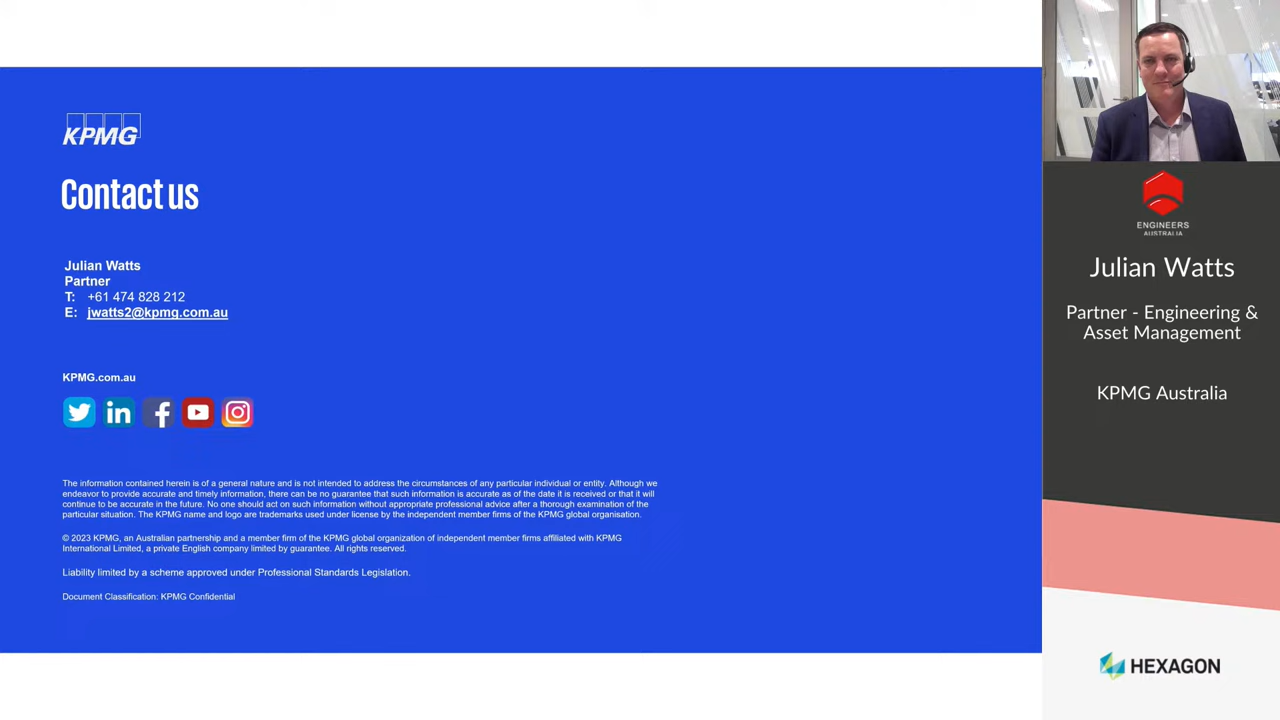 KPMG
Contact us
Julian Watts
Partner
T: +61 474 828 212
E: jwatts2@kpmg.com.au
KPMG.com.au
The information contained herein is of a general nature and is not intended to address the circumstances of any particular individual or entity. Although we
endeavor to provide accurate and timely information, there can be no guarantee that such information is accurate as of the date it is received or that it will
continue to be accurate in the future. No one should act on such information without appropriate professional advice after a thorough examination of the
particular situation. The KPMG name and logo are trademarks used under license by the independent member firms of the KPMG global organisation.
© 2023 KPMG, an Australian partnership and a member firm of the KPMG global organization of independent member firms affiliated with KPMG
International Limited, a private English company limited by guarantee. All rights reserved.
Liability limited by a scheme approved under Professional Standards Legislation.
Document Classification: KPMG Confidential
ENGINEERS
AUSTRALIA
Julian Watts
Partner - Engineering &
Asset Management
KPMG Australia
HEXAGON